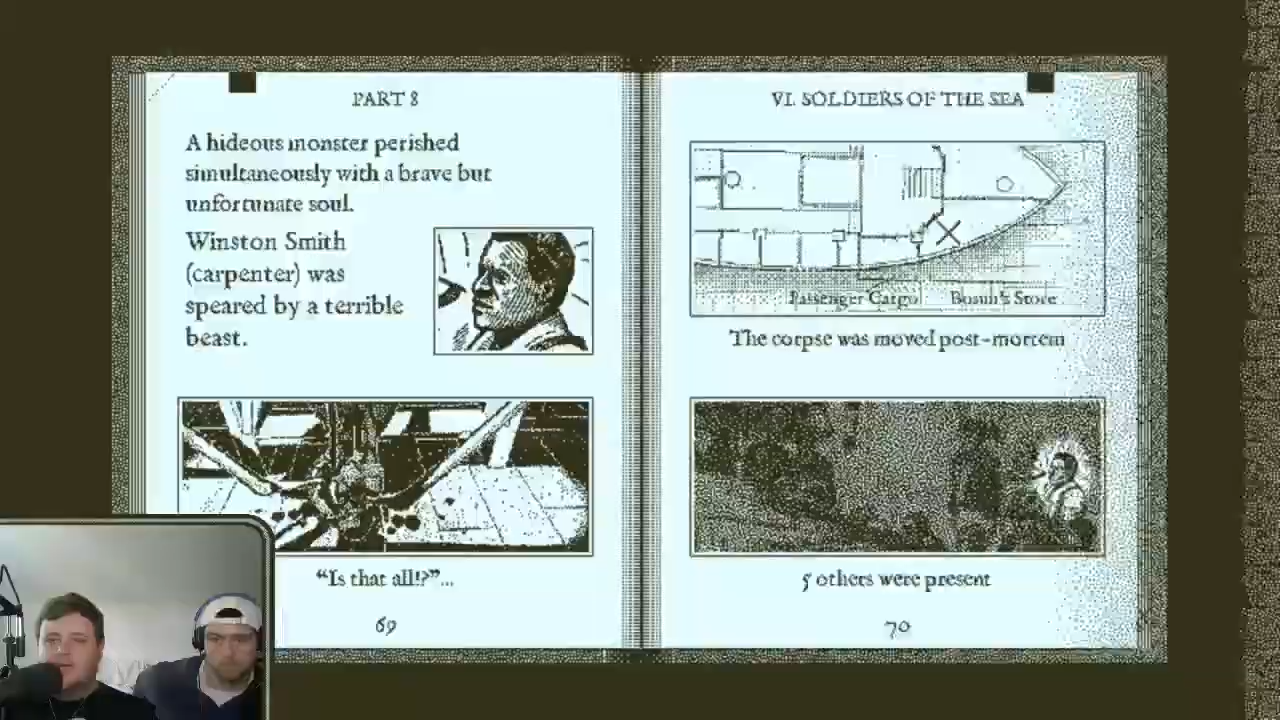 PART 8
A hideous monster perished
simultaneously with a brave but
unfortunate soul.
Winston Smith
(carpenter) was
speared by a terrible
beast.
"Is that all!?"...
69
VI. SOLDIERS OF THE SEA
Passenger Cargo
Bosun's Store
The corpse was moved post-mortem
5 others were present
70